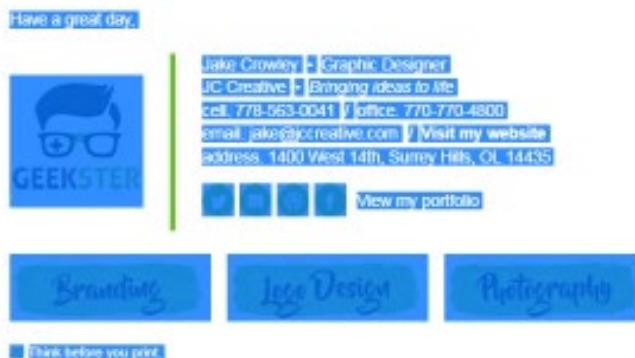 Have a great day,
Jake Crowley - Graphic Designer
JC Creative - Bringing ideas to life
cell. 778-563-0041 / office. 770-770-4800
email. jake@jccreative.com / Visit my website
address. 1400 West 14th, Surrey Hills, OL 14435
GEEKSTER
View my portfolio
Branding Logo Design Photography
Think before you print.